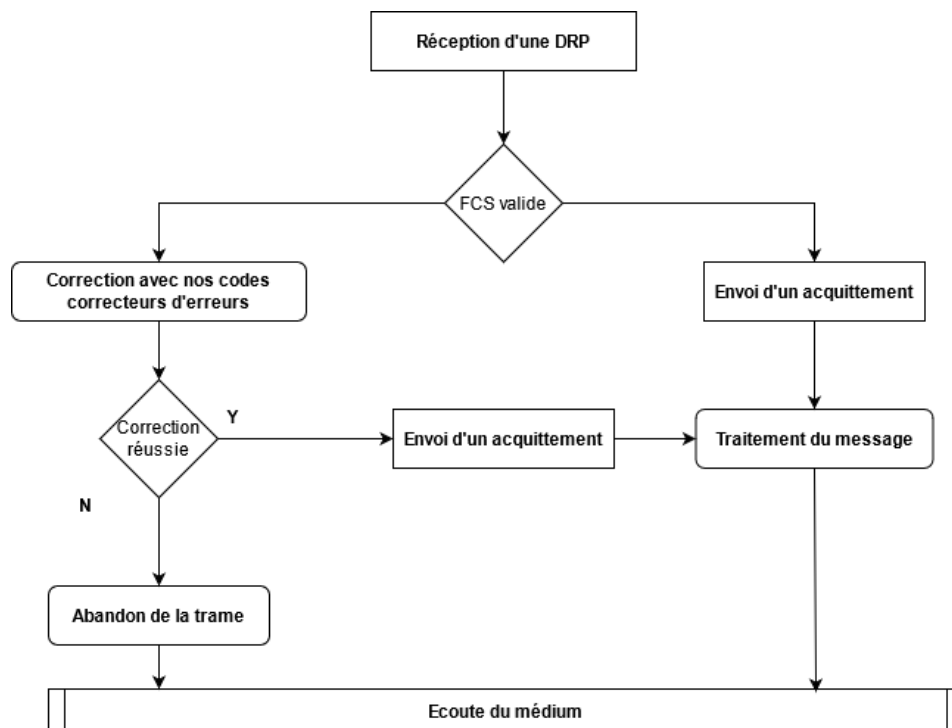 Réception d'une DRP
FCS valide
Correction avec nos codes
correcteurs d'erreurs
Envoi d'un acquittement
Correction
réussie
Y
Envoi d'un acquittement
Traitement du message
N
Abandon de la trame
Ecoute du médium